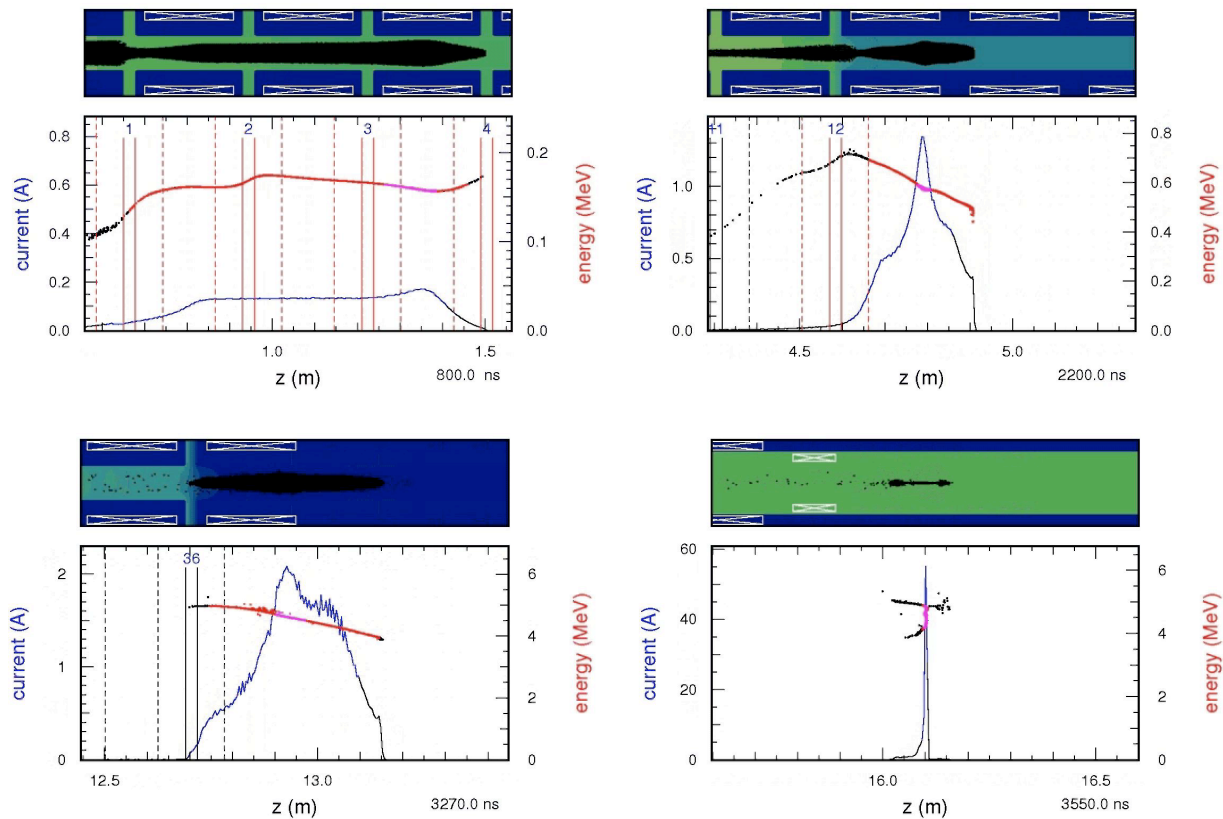 1 2 3 4
current (A)
0.8
0.6
0.4
0.2
0.0
energy (MeV)
0.2
0.1
0.0
1.0 1.5
z (m)
800.0 ns
11 12
current (A)
1.0
0.5
0.0
energy (MeV)
0.8
0.6
0.4
0.2
0.0
4.5 5.0
z (m)
2200.0 ns
36
current (A)
2
1
0
energy (MeV)
6
4
2
0
12.5 13.0
z (m)
3270.0 ns
current (A)
60
40
20
0
energy (MeV)
6
4
2
0
16.0 16.5
z (m)
3550.0 ns